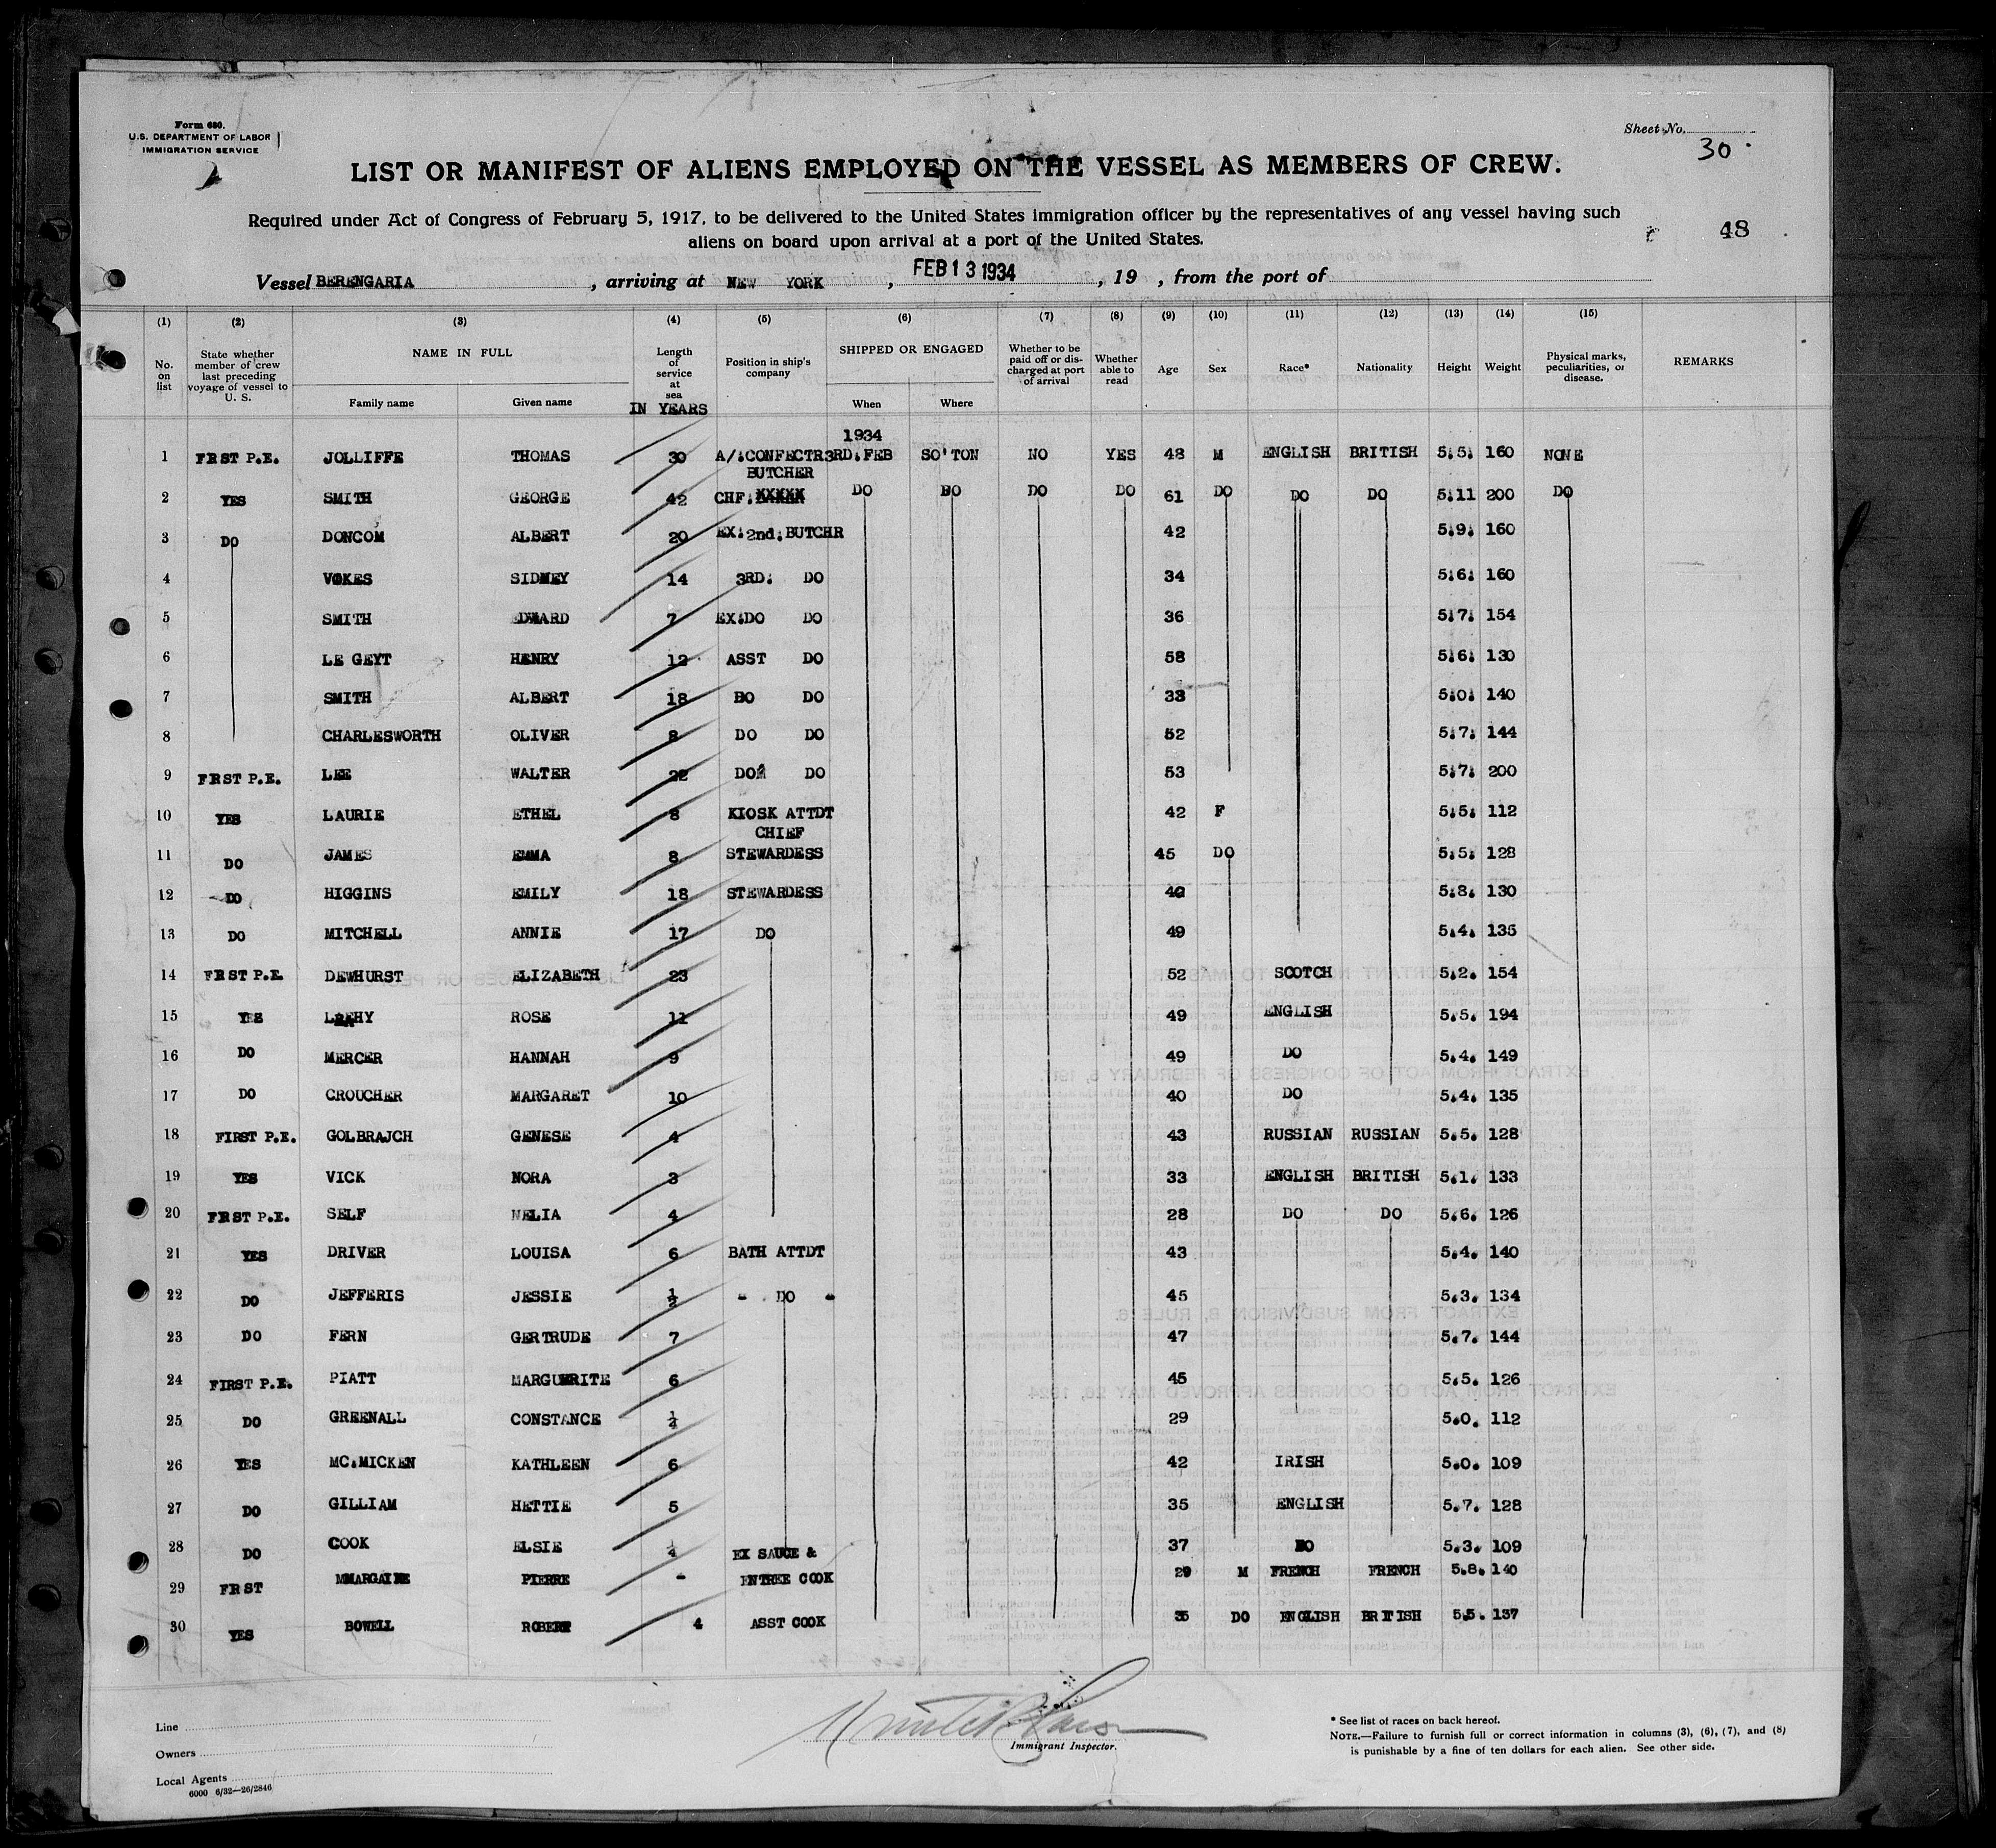 Form 680.
U.S. DEPARTMENT OF LABOR
IMMIGRATION SERVICE
Sheet No.
30.
LIST OR MANIFEST OF ALIENS EMPLOYED ON THE VESSEL AS MEMBERS OF CREW.
Required under Act of Congress of February 5, 1917, to be delivered to the United States immigration officer by the representatives of any vessel having such
aliens on board upon arrival at a port of the United States.
48
Vessel BERENGARIA, arriving at NEW YORK, FEB 13 1934, 19 , from the port of
(1) (2) (3) (4) (5) (6) (7) (8) (9) (10) (11) (12) (13) (14) (15)
No. on list State whether member of crew last preceding voyage of vessel to U. S. NAME IN FULL Family name Given name Length of service at sea IN YEARS Position in ship's company SHIPPED OR ENGAGED When Where Whether to be paid off or discharged at port of arrival Whether able to read Age Sex Race* Nationality Height Weight Physical marks, peculiarities, or disease. REMARKS
1934
1 FRST P.E. JOLLIFFE THOMAS 30 A/:CONFECTR 3RD.FEB SO'TON NO YES 48 M ENGLISH BRITISH 5:5: 160 NONE
BUTCHER
2 YES SMITH GEORGE 42 CHF. DO DO DO DO 61 DO DO DO 5:11 200 DO
3 DO DONCOM ALBERT 20 EX:2nd:BUTCHR 42 5:9: 160
4 VOKES SIDNEY 14 3RD: DO 34 5:6: 160
5 SMITH EDWARD 7 EX:DO DO 36 5:7: 154
6 LE GEYT HENRY 12 ASST DO 58 5:6: 130
7 SMITH ALBERT 18 DO DO 33 5:0: 140
8 CHARLESWORTH OLIVER 8 DO DO 52 5:7: 144
9 FRST P.E. LEE WALTER 22 DO DO 53 5:7: 200
10 YES LAURIE ETHEL 8 KIOSK ATTDT 42 F 5:5: 112
CHIEF
11 DO JAMES EMMA 8 STEWARDESS 45 DO 5:5: 128
12 DO HIGGINS EMILY 18 STEWARDESS 40 5.8. 130
13 DO MITCHELL ANNIE 17 DO 49 5.4. 135
14 FRST P.E. DEWHURST ELIZABETH 23 52 SCOTCH 5.2. 154
15 YES LEAHY ROSE 11 49 ENGLISH 5.5. 194
16 DO MERCER HANNAH 9 49 DO 5.4. 149
17 DO CROUCHER MARGARET 10 40 DO 5.4. 135
18 FIRST P.E. GOLBRAJCH GENESE 4 43 RUSSIAN RUSSIAN 5.5. 128
19 YES VICK NORA 3 33 ENGLISH BRITISH 5.1. 133
20 FRST P.E. SELF MELIA 4 28 DO DO 5.6. 126
21 YES DRIVER LOUISA 6 BATH ATTDT 43 5.4. 140
22 DO JEFFERIS JESSIE ½ - DO - 45 5.3. 134
23 DO FERN GERTRUDE 7 47 5.7. 144
24 FIRST P.E. PIATT MARGUERITE 6 45 5.5. 126
25 DO GREENALL CONSTANCE ¼ 29 5.0. 112
26 YES MC.MICKEN KATHLEEN 6 42 IRISH 5.0. 109
27 DO GILLIAM HETTIE 5 35 ENGLISH 5.7. 128
28 DO COOK ELSIE ¼ 37 DO 5.3. 109
EX SAUCE &
29 FRST MMARGAINE PIERRE - ENTREE COOK 29 M FRENCH FRENCH 5.8. 140
30 YES BOWELL ROBERT 4 ASST COOK 35 DO ENGLISH BRITISH 5.5. 137
Line
Owners
Local Agents
6000 6/32—26/2846
Immigrant Inspector.
* See list of races on back hereof.
NOTE.—Failure to furnish full or correct information in columns (3), (6), (7), and (8)
is punishable by a fine of ten dollars for each alien. See other side.